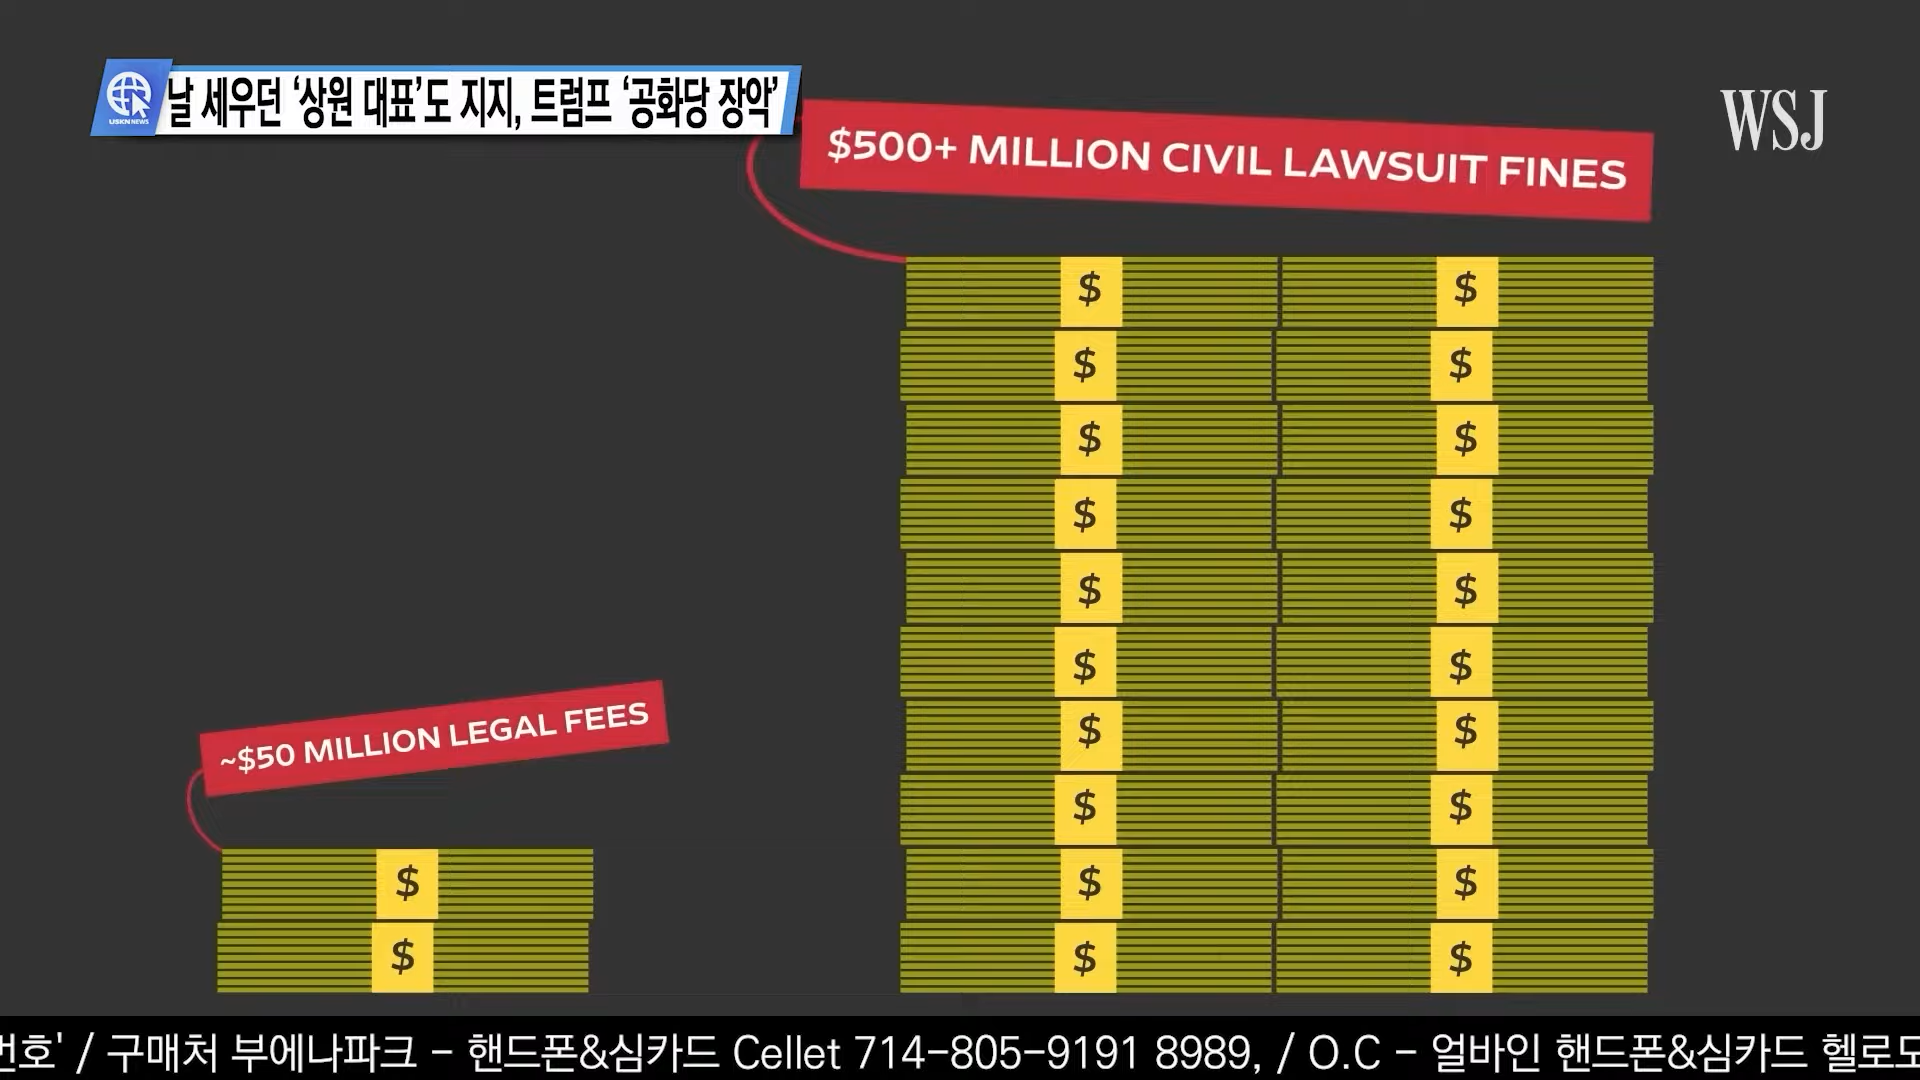 날 세우던 ‘상원 대표’도 지지, 트럼프 ‘공화당 장악’
USKN NEWS
WSJ
$500+ MILLION CIVIL LAWSUIT FINES
$ $
$ $
$ $
$ $
$ $
$ $
~$50 MILLION LEGAL FEES
$ $
$ $
$ $ $
$ $ $
번호' / 구매처 부에나파크 - 핸드폰&심카드 Cellet 714-805-9191 8989, / O.C - 얼바인 핸드폰&심카드 헬로모